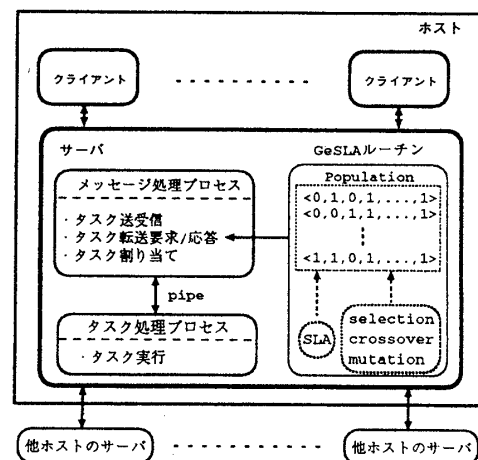 ホスト
クライアント
クライアント
サーバ
GeSLAルーチン
メッセージ処理プロセス
・タスク送受信
・タスク転送要求/応答
・タスク割り当て
pipe
タスク処理プロセス
・タスク実行
Population
<0,1,0,1,...,1>
<0,0,1,1,...,1>
<1,1,0,1,...,1>
SLA
selection
crossover
mutation
他ホストのサーバ
他ホストのサーバ